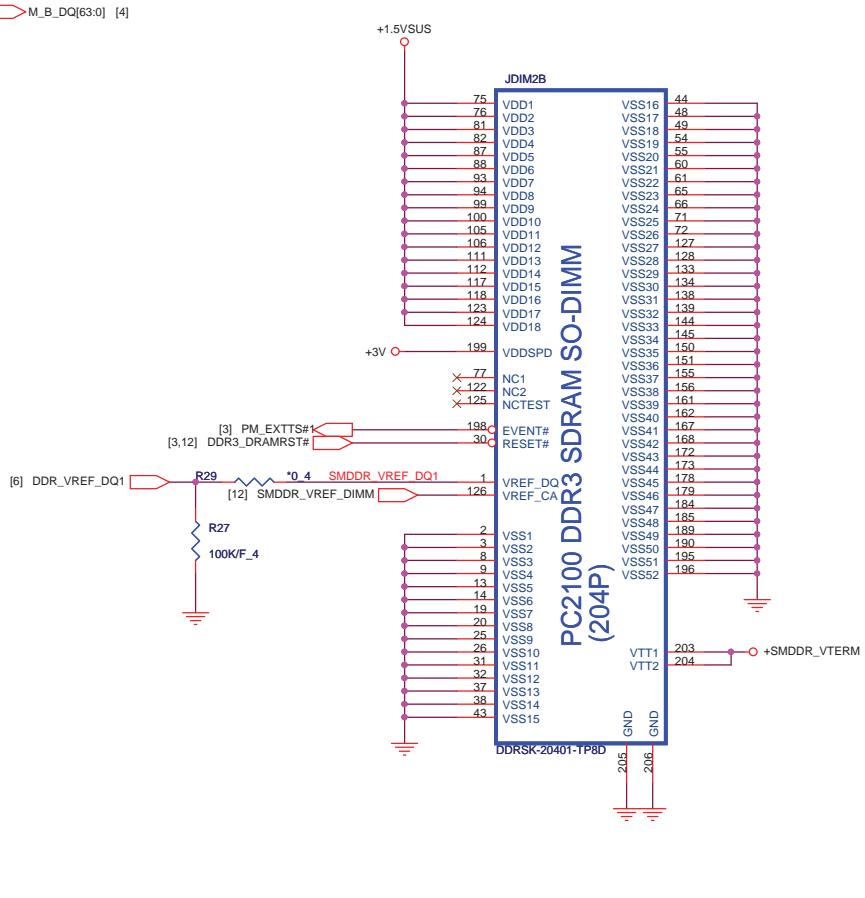 M_B_DQ[63:0] [4]
+1.5VSUS
JDIM2B
75 VDD1 VSS16 44
76 VDD2 VSS17 48
81 VDD3 VSS18 49
82 VDD4 VSS19 54
87 VDD5 VSS20 55
88 VDD6 VSS21 60
93 VDD7 VSS22 61
94 VDD8 VSS23 65
99 VDD9 VSS24 66
100 VDD10 VSS25 71
105 VDD11 VSS26 72
106 VDD12 VSS27 127
111 VDD13 VSS28 128
112 VDD14 VSS29 133
117 VDD15 VSS30 134
118 VDD16 VSS31 138
123 VDD17 VSS32 139
124 VDD18 VSS33 144
VSS34 145
+3V 199 VDDSPD VSS35 150
VSS36 151
77 NC1 VSS37 155
122 NC2 VSS38 156
125 NCTEST VSS39 161
VSS40 162
[3] PM_EXTTS#1 198 EVENT# VSS41 167
[3,12] DDR3_DRAMRST# 30 RESET# VSS42 168
VSS43 172
VSS44 173
[6] DDR_VREF_DQ1 R29 *0_4 SMDDR_VREF_DQ1 1 VREF_DQ VSS45 178
[12] SMDDR_VREF_DIMM 126 VREF_CA VSS46 179
VSS47 184
VSS48 185
R27
100K/F_4
2 VSS1 VSS49 189
3 VSS2 VSS50 190
8 VSS3 VSS51 195
9 VSS4 VSS52 196
13 VSS5
14 VSS6
19 VSS7
20 VSS8
25 VSS9
26 VSS10 VTT1 203 +SMDDR_VTERM
31 VSS11 VTT2 204
32 VSS12
37 VSS13
38 VSS14
43 VSS15
PC2100 DDR3 SDRAM SO-DIMM
(204P)
GND GND
205 206
DDRSK-20401-TP8D